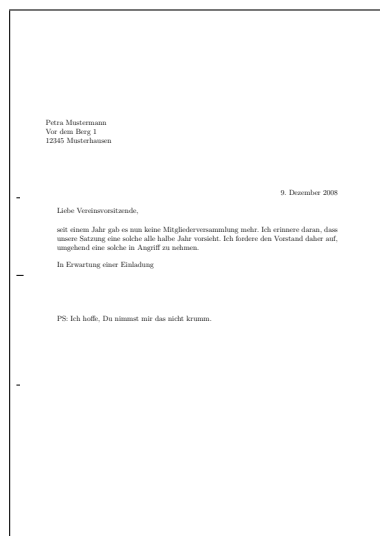 Petra Mustermann
Vor dem Berg 1
12345 Musterhausen
9. Dezember 2008
Liebe Vereinsvorsitzende,
seit einem Jahr gab es nun keine Mitgliederversammlung mehr. Ich erinnere daran, dass
unsere Satzung eine solche alle halbe Jahr vorsieht. Ich fordere den Vorstand daher auf,
umgehend eine solche in Angriff zu nehmen.
In Erwartung einer Einladung
PS: Ich hoffe, Du nimmst mir das nicht krumm.